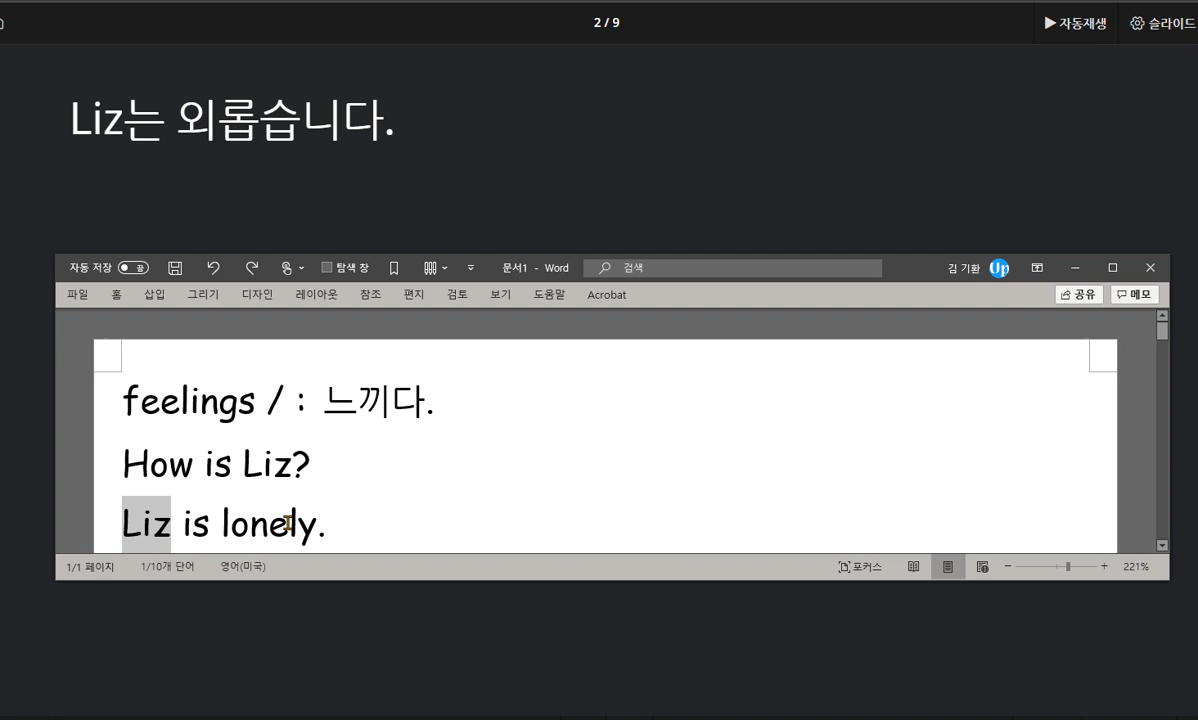 2 / 9
자동재생
슬라이드
Liz는 외롭습니다.
자동 저장 끔
탐색 창
문서1 - Word
검색
김 기환
Up
파일 홈 삽입 그리기 디자인 레이아웃 참조 편지 검토 보기 도움말 Acrobat
공유
메모
feelings / : 느끼다.
How is Liz?
Liz is lonely.
1/1 페이지 1/10개 단어 영어(미국)
포커스
221%